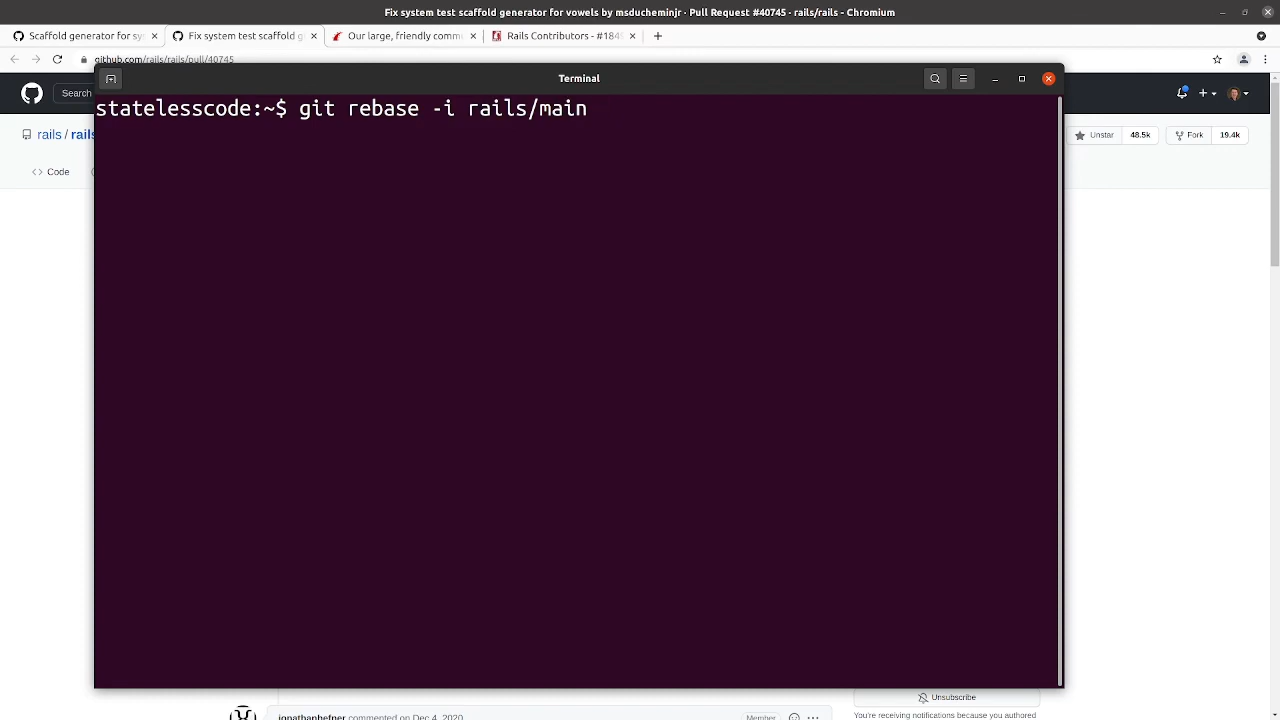 Fix system test scaffold generator for vowels by msducheminjr · Pull Request #40745 · rails/rails - Chromium
Scaffold generator for sy
Fix system test scaffold g
Our large, friendly comm
Rails Contributors - #184
github.com/rails/rails/pull/40745
Terminal
Search
statelesscode:~$ git rebase -i rails/main
rails / rails
Unstar 48.5k
Fork 19.4k
<> Code
Unsubscribe
You're receiving notifications because you authored
jonathanhefner commented on Dec 4, 2020
Member